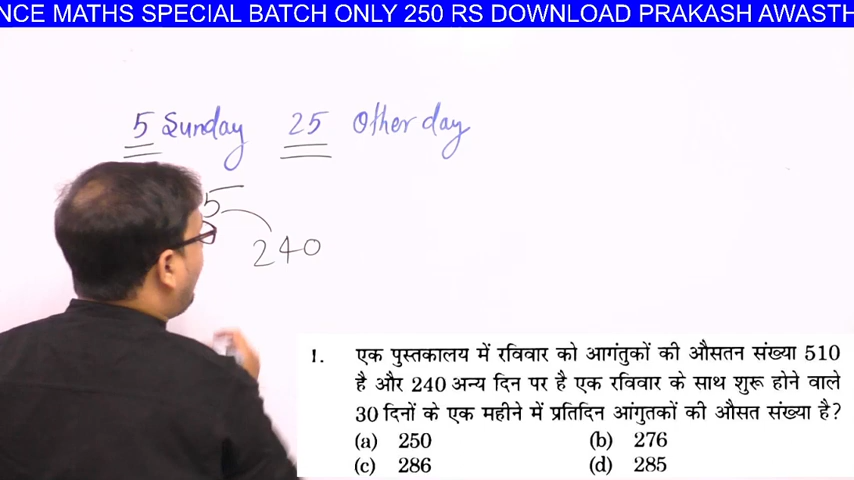 NCE MATHS SPECIAL BATCH ONLY 250 RS DOWNLOAD PRAKASH AWASTH
5 Sunday 25 Other day
5
240
1. एक पुस्तकालय में रविवार को आगंतुकों की औसतन संख्या 510
है और 240 अन्य दिन पर है एक रविवार के साथ शुरू होने वाले
30 दिनों के एक महीने में प्रतिदिन आंगुतकों की औसत संख्या है?
(a) 250 (b) 276
(c) 286 (d) 285